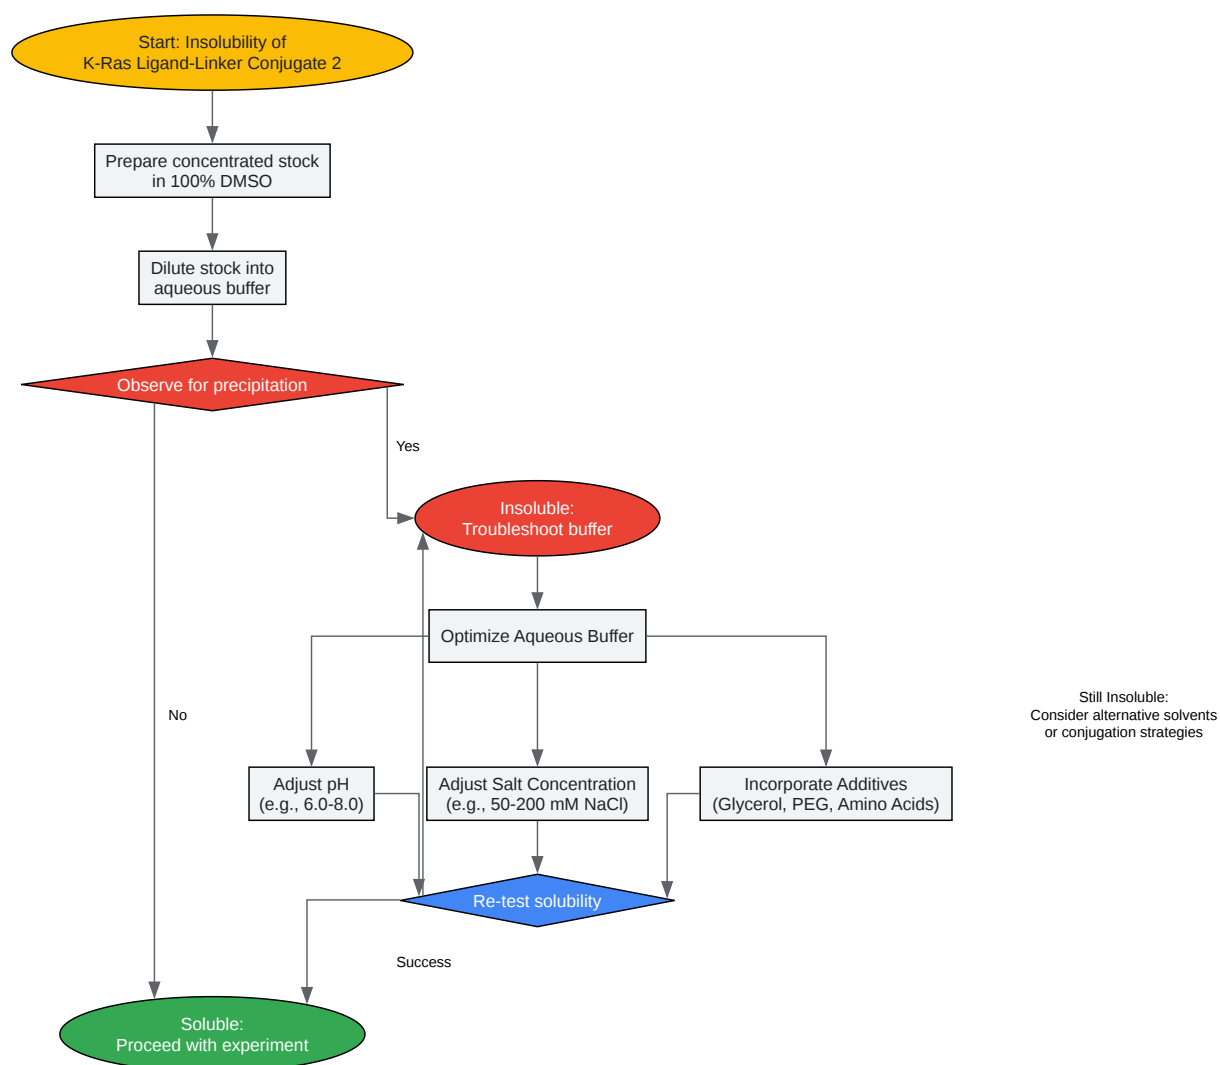 Start: Insolubility of
K-Ras Ligand-Linker Conjugate 2
Prepare concentrated stock
in 100% DMSO
Dilute stock into
aqueous buffer
Observe for precipitation
Yes
Insoluble:
Troubleshoot buffer
Optimize Aqueous Buffer
No
Still Insoluble:
Consider alternative solvents
or conjugation strategies
Adjust pH
(e.g., 6.0-8.0)
Adjust Salt Concentration
(e.g., 50-200 mM NaCl)
Incorporate Additives
(Glycerol, PEG, Amino Acids)
Re-test solubility
Success
Soluble:
Proceed with experiment